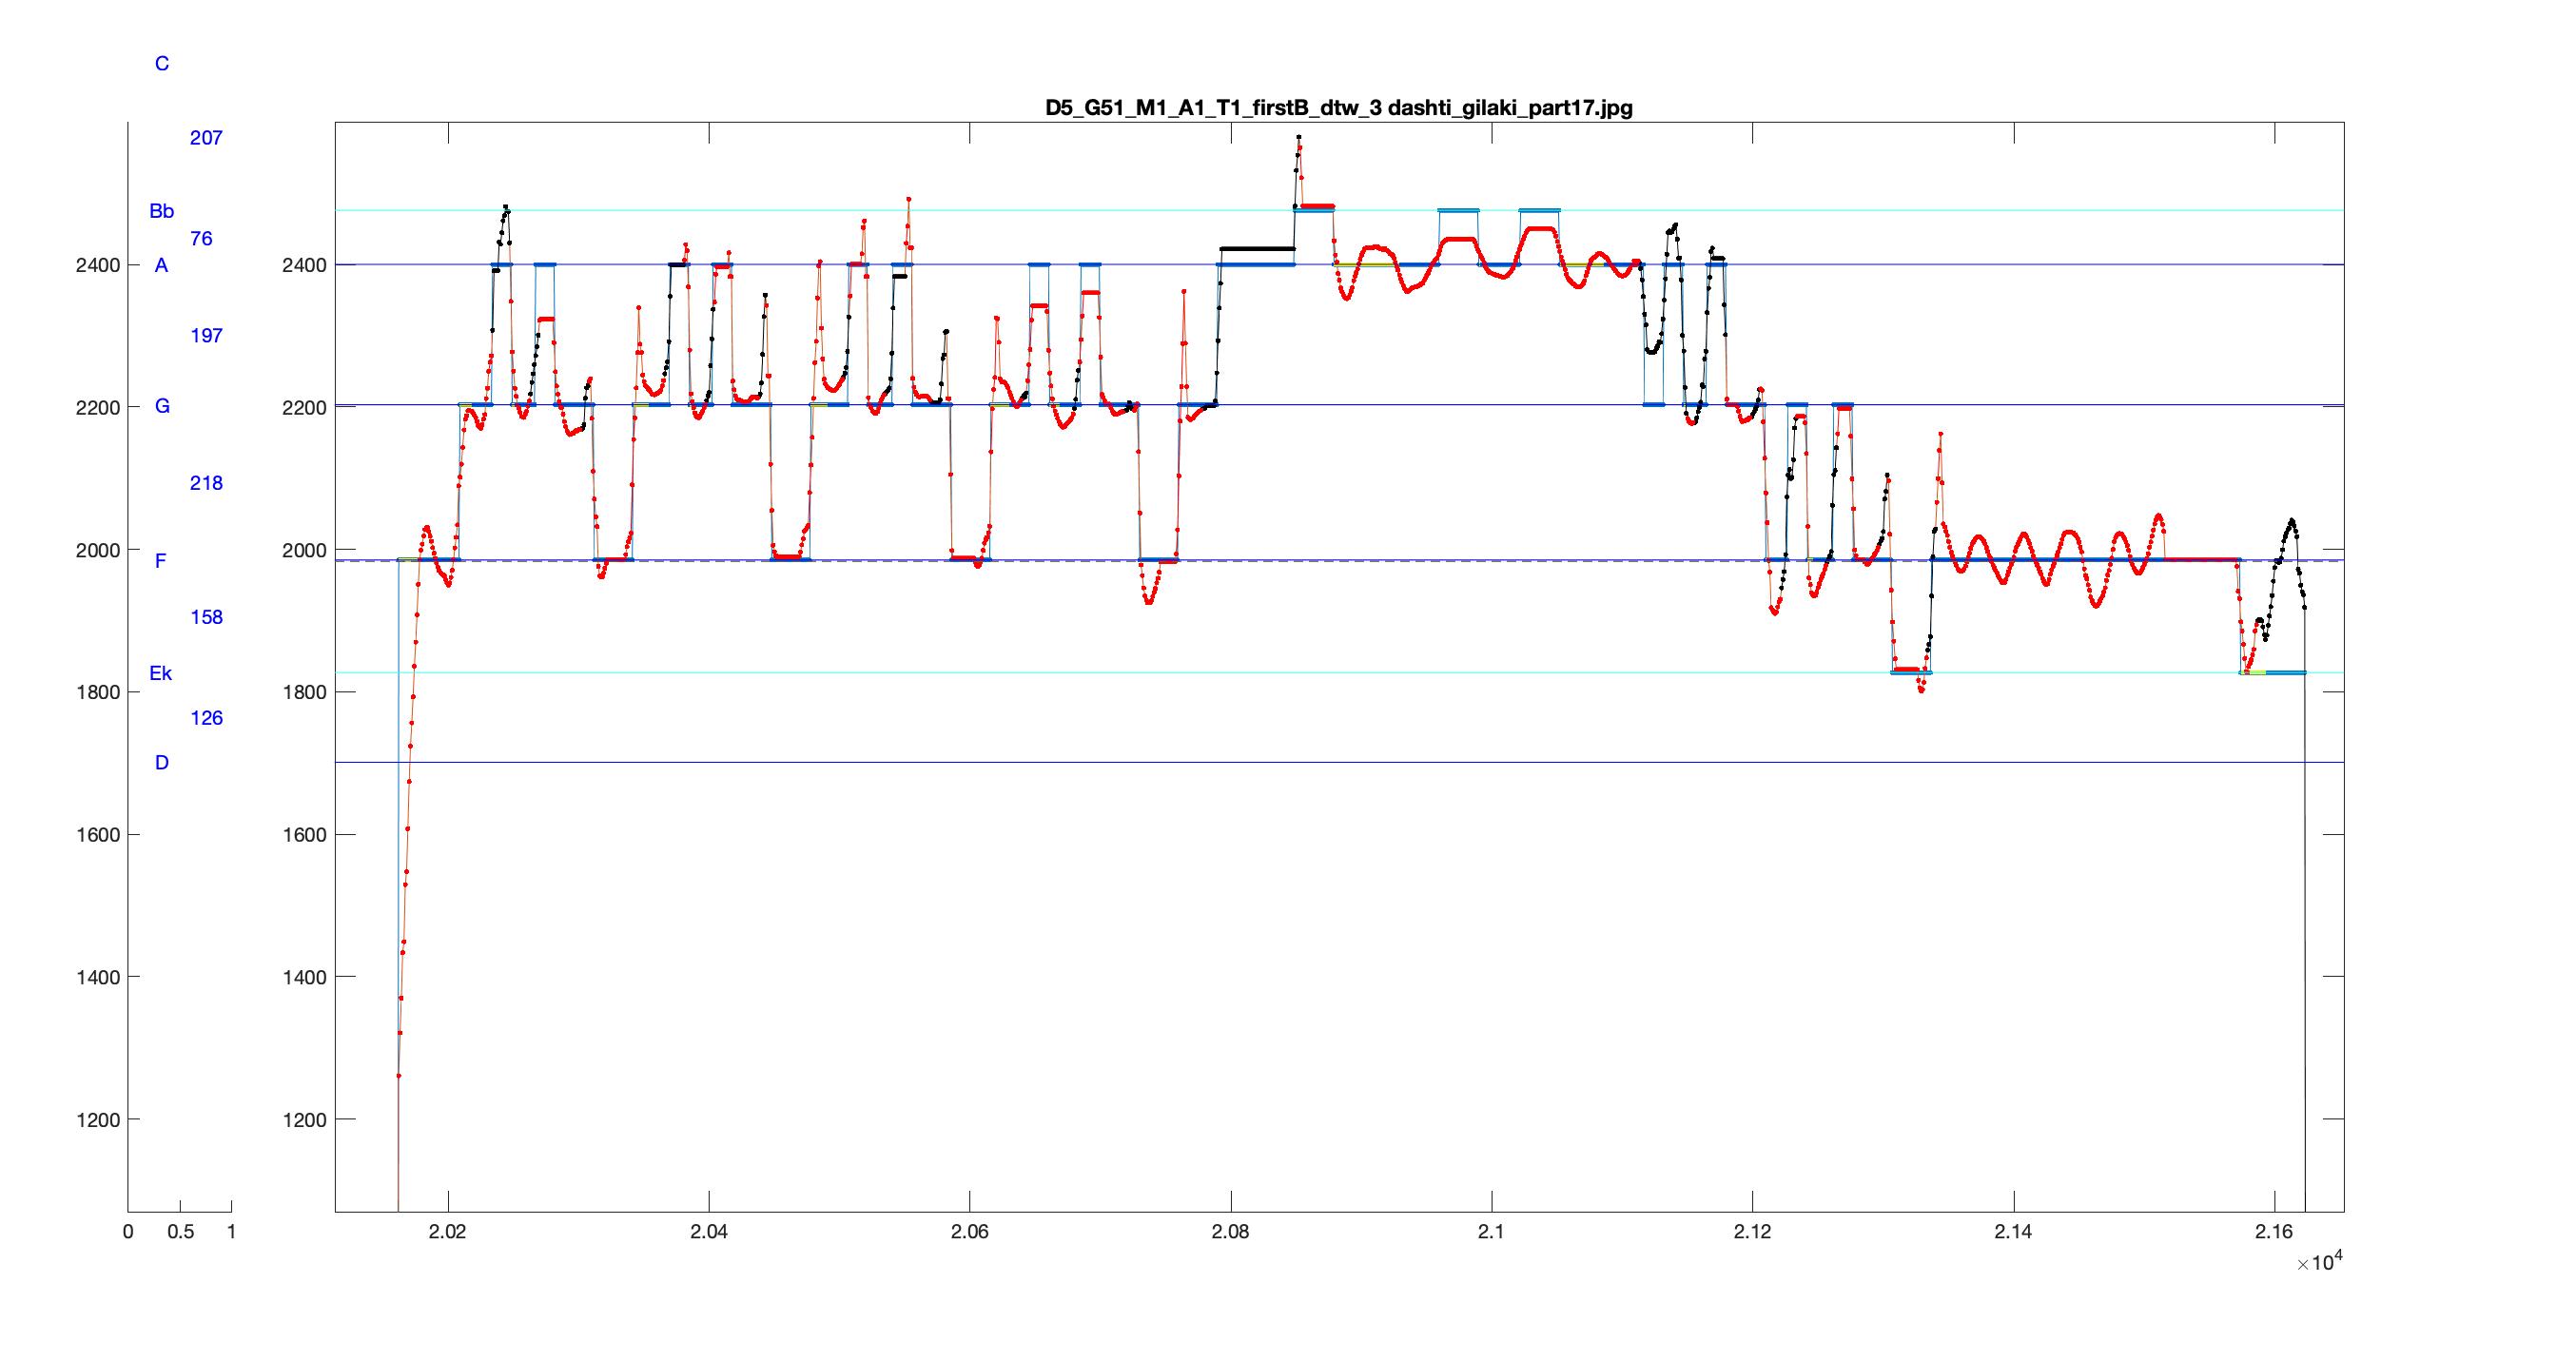 C
D5_G51_M1_A1_T1_firstB_dtw_3 dashti_gilaki_part17.jpg
207
Bb
76
2400 A 2400
197
2200 G 2200
218
2000 F 2000
158
Ek
1800 1800
126
D
1600 1600
1400 1400
1200 1200
0 0.5 1 2.02 2.04 2.06 2.08 2.1 2.12 2.14 2.16
×10^4